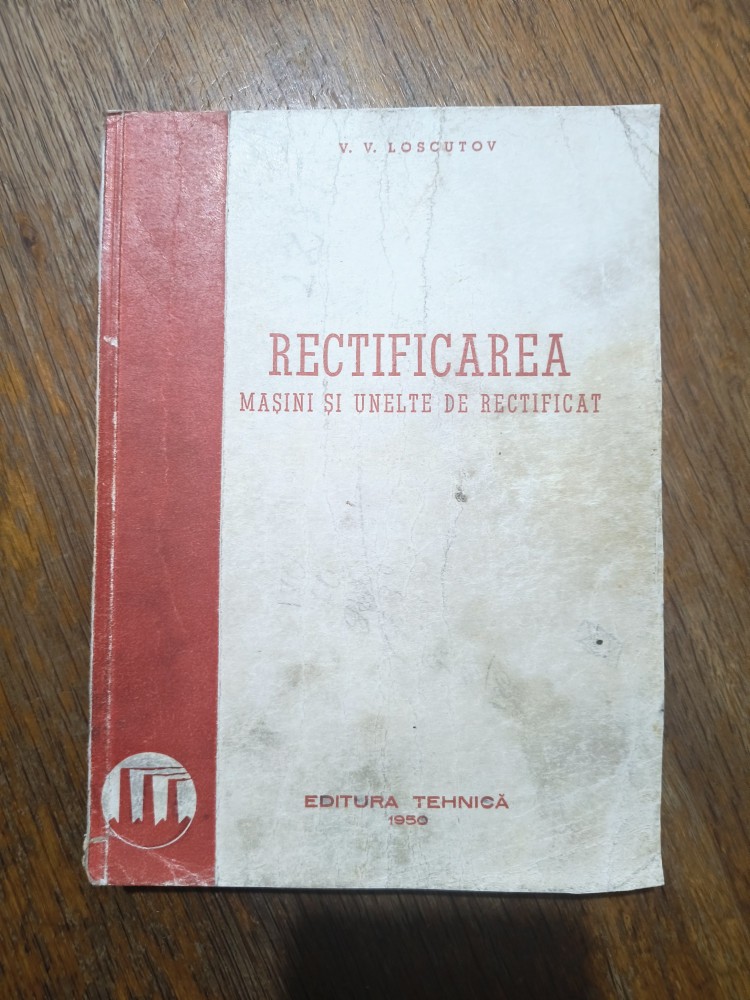 V. V. LOSCUTOV
RECTIFICAREA
MAȘINI ȘI UNELTE DE RECTIFICAT
EDITURA TEHNICĂ
1950